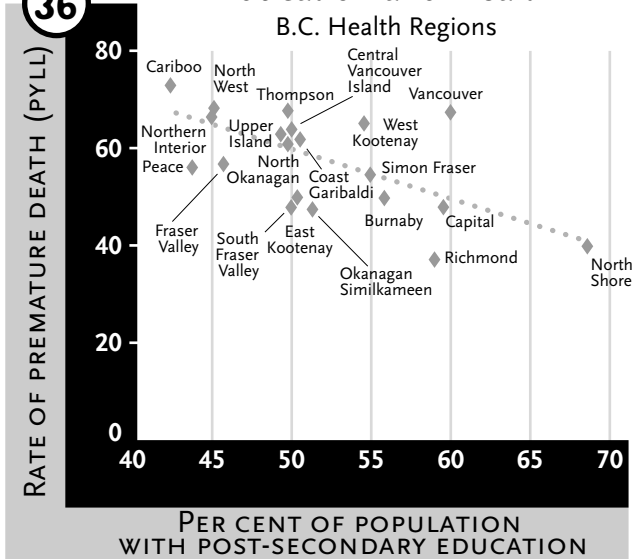 36
B.C. Health Regions
RATE OF PREMATURE DEATH (PYLL)
80
60
40
20
0
Cariboo
North
West
Thompson
Central
Vancouver
Island
Vancouver
Northern
Interior
Upper
Island
West
Kootenay
Peace
North
Okanagan
Coast
Garibaldi
Simon Fraser
Fraser
Valley
South
Fraser
Valley
East
Kootenay
Burnaby
Capital
Okanagan
Similkameen
Richmond
North
Shore
40 45 50 55 60 65 70
PER CENT OF POPULATION
WITH POST-SECONDARY EDUCATION